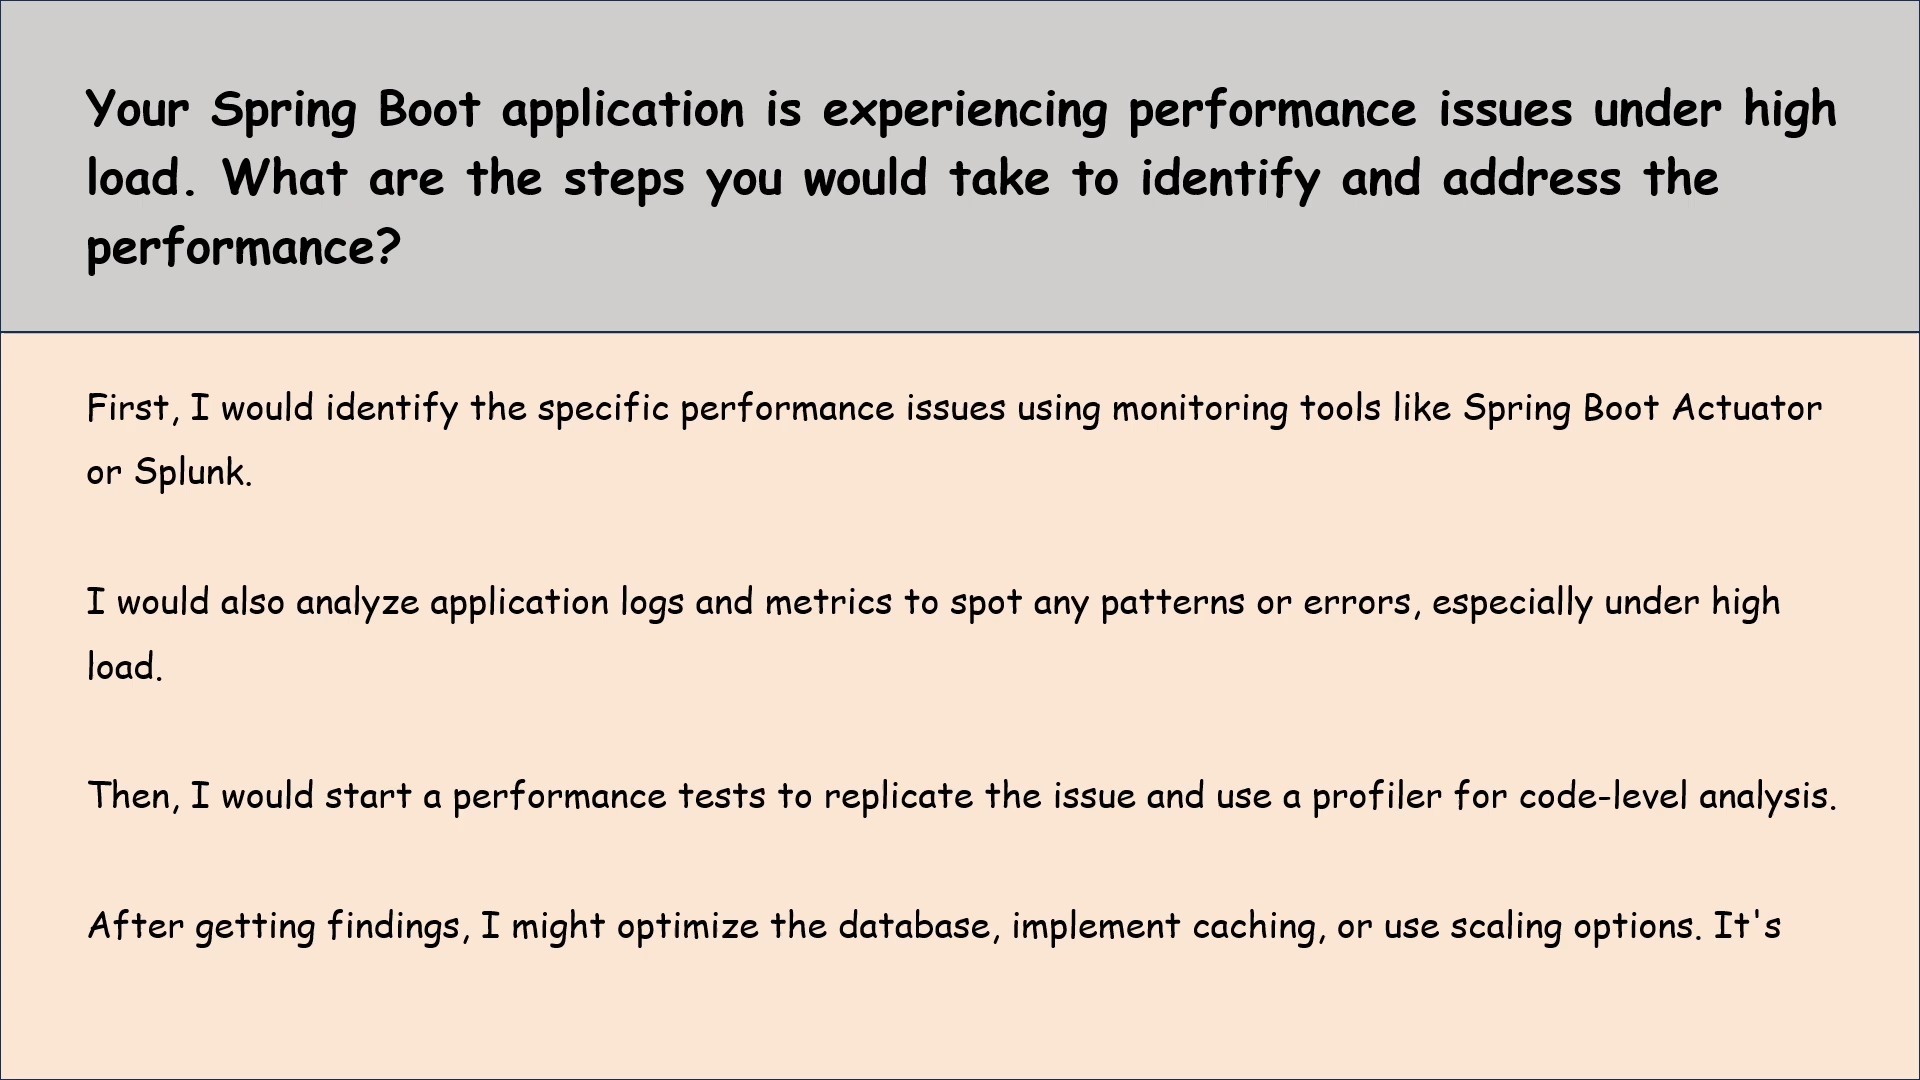 Your Spring Boot application is experiencing performance issues under high
load. What are the steps you would take to identify and address the
performance?
First, I would identify the specific performance issues using monitoring tools like Spring Boot Actuator
or Splunk.
I would also analyze application logs and metrics to spot any patterns or errors, especially under high
load.
Then, I would start a performance tests to replicate the issue and use a profiler for code-level analysis.
After getting findings, I might optimize the database, implement caching, or use scaling options. It's